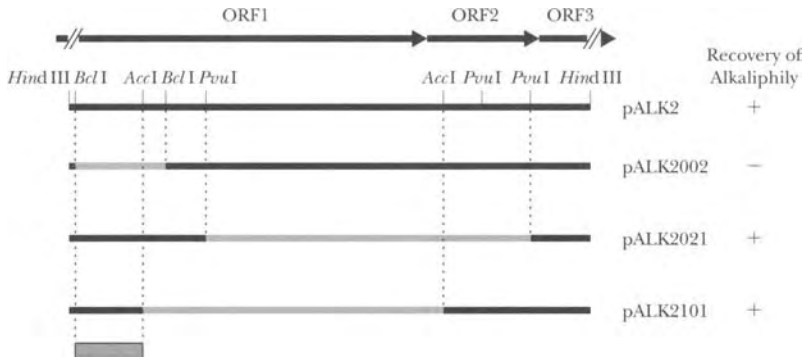 ORF1 ORF2 ORF3
Recovery of
Alkaliphily
Hind III Bcl I Acc I Bcl I Pvu I Acc I Pvu I Pvu I Hind III
pALK2 +
pALK2002 −
pALK2021 +
pALK2101 +